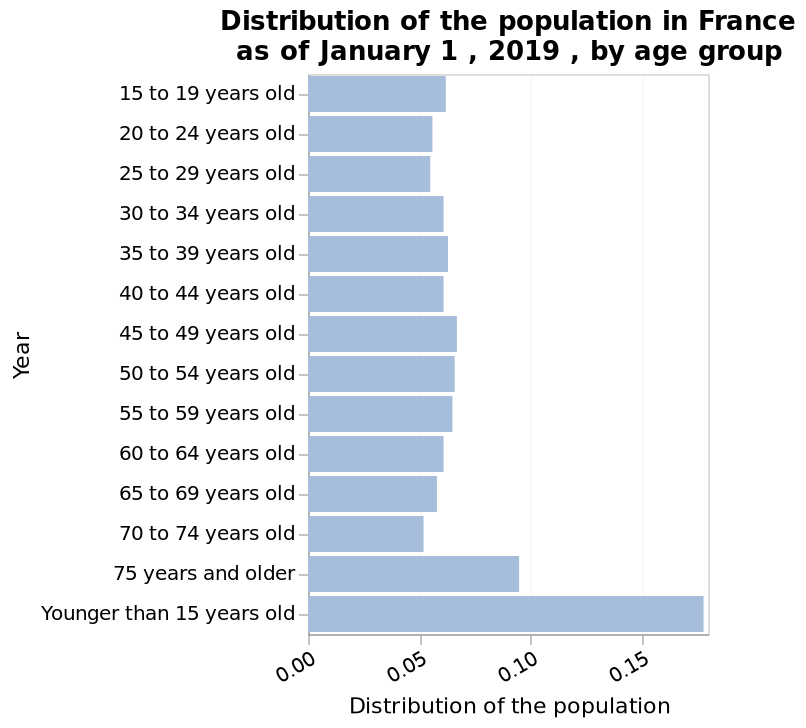 Distribution of the population in France
as of January 1 , 2019 , by age group
15 to 19 years old
20 to 24 years old
25 to 29 years old
30 to 34 years old
35 to 39 years old
40 to 44 years old
45 to 49 years old
50 to 54 years old
55 to 59 years old
60 to 64 years old
65 to 69 years old
70 to 74 years old
75 years and older
Younger than 15 years old
Year
0.00 0.05 0.10 0.15
Distribution of the population